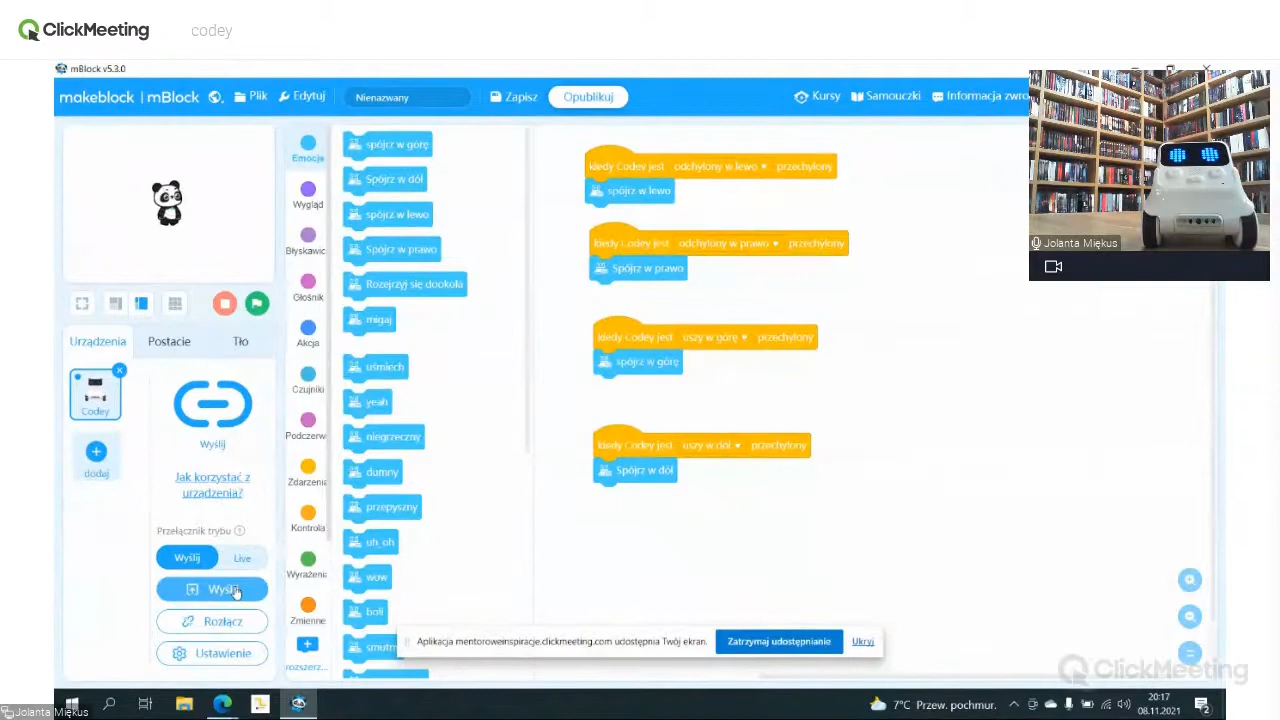 ClickMeeting codey
mBlock v5.3.0
makeblock | mBlock Plik Edytuj Nienazwany Zapisz Opublikuj Kursy Samouczki Informacja zwro
Emocje
Wygląd
Błyskawic
Głośnik
Akcja
Czujniki
Podczerw
Zdarzenia
Kontrola
Wyrażenia
Zmienne
rozszerz...
spójrz w górę
Spójrz w dół
spójrz w lewo
Spójrz w prawo
Rozejrzyj się dookoła
migaj
uśmiech
yeah
niegrzeczny
dumny
przepyszny
uh_oh
wow
boli
smutn
kiedy Codey jest odchylony w lewo przechylony
spójrz w lewo
kiedy Codey jest odchylony w prawo przechylony
Spójrz w prawo
kiedy Codey jest uszy w górę przechylony
spójrz w górę
kiedy Codey jest uszy w dół przechylony
Spójrz w dół
Urządzenia Postacie Tło
Codey
dodaj
Wyślij
Jak korzystać z
urządzenia?
Przełącznik trybu
Wyślij Live
Wyślij
Rozłącz
Ustawienie
Jolanta Miękus
Aplikacja mentoroweinspiracje.clickmeeting.com udostępnia Twój ekran. Zatrzymaj udostępnianie Ukryj
ClickMeeting
Jolanta Miękus
7°C Przew. pochmur.
20:17
08.11.2021
2